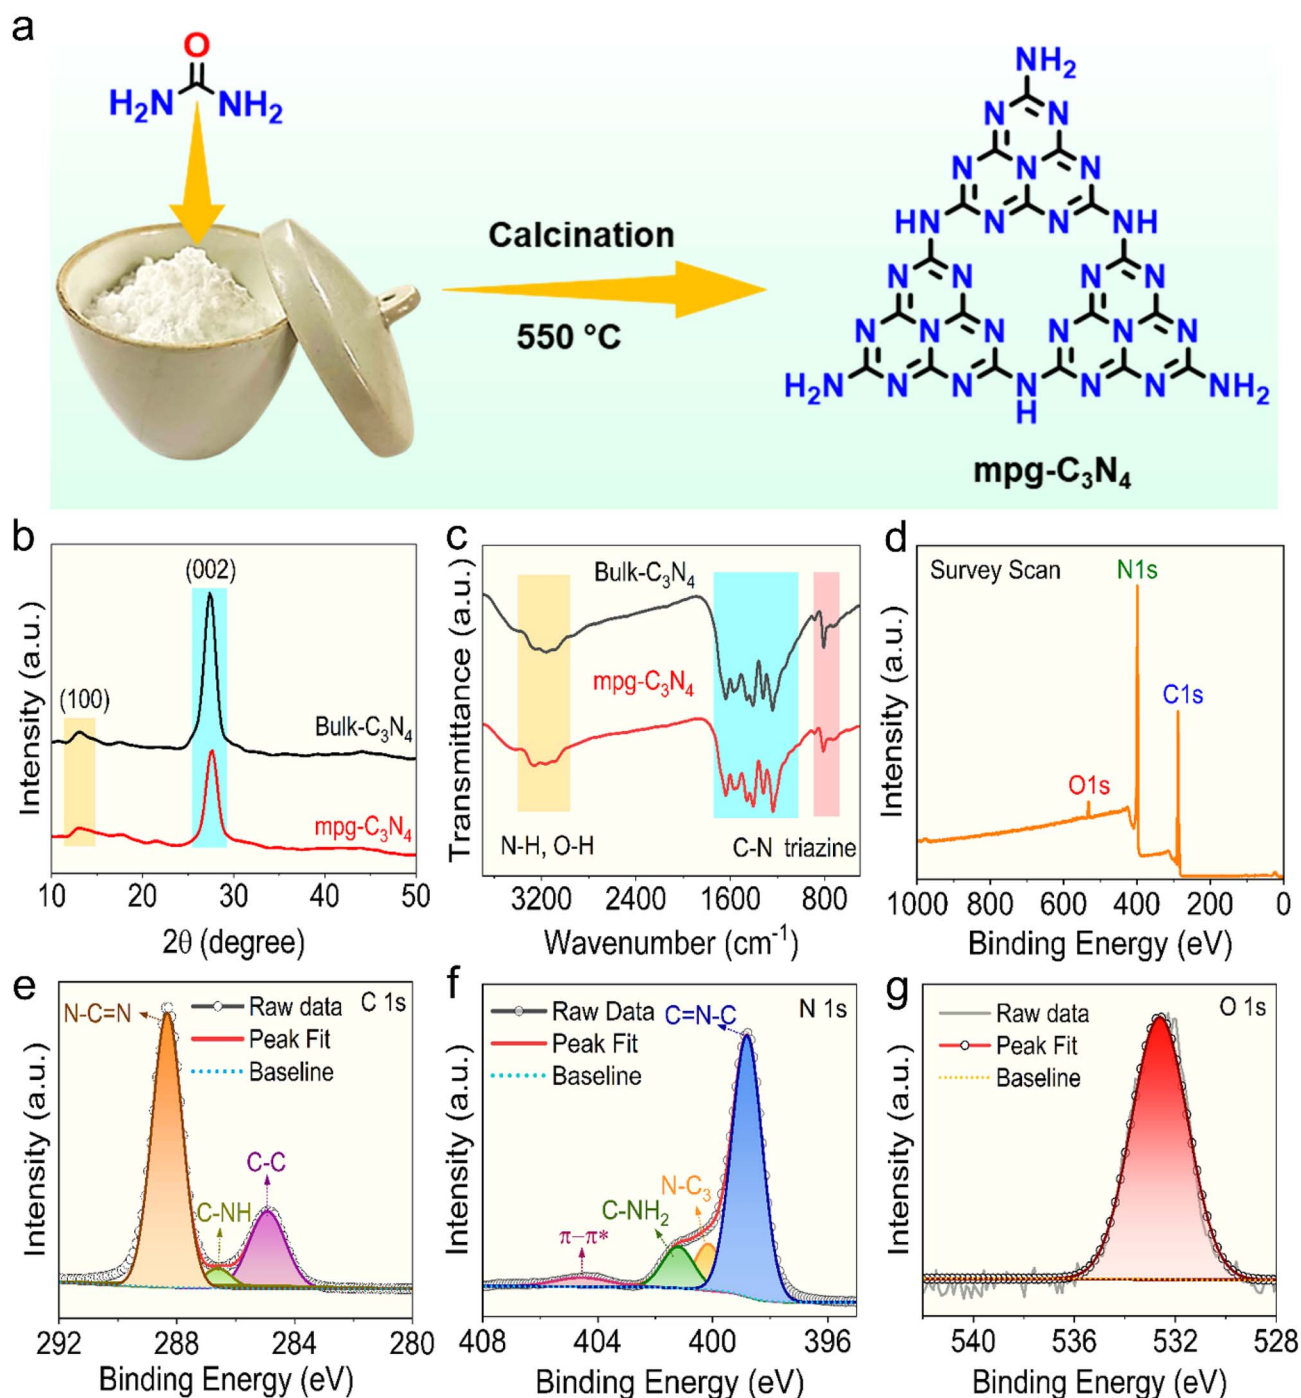 a
O
H₂N NH₂
Calcination
550 °C
NH₂
N N
N N N
N N N
HN NH
N N N N
N N N N N N
H₂N N N N N N N NH₂
H
mpg-C₃N₄
b
(002)
(100)
Bulk-C₃N₄
mpg-C₃N₄
Intensity (a.u.)
10 20 30 40 50
2θ (degree)
c
Bulk-C₃N₄
mpg-C₃N₄
N-H, O-H
C-N triazine
Transmittance (a.u.)
3200 2400 1600 800
Wavenumber (cm⁻¹)
d
Survey Scan
N1s
C1s
O1s
Intensity (a.u.)
1000 800 600 400 200 0
Binding Energy (eV)
e
C 1s
Raw data
Peak Fit
Baseline
N-C=N
C-NH
C-C
Intensity (a.u.)
292 288 284 280
Binding Energy (eV)
f
N 1s
Raw Data
Peak Fit
Baseline
C=N-C
N-C₃
C-NH₂
π–π*
Intensity (a.u.)
408 404 400 396
Binding Energy (eV)
g
O 1s
Raw data
Peak Fit
Baseline
Intensity (a.u.)
540 536 532 528
Binding Energy (eV)